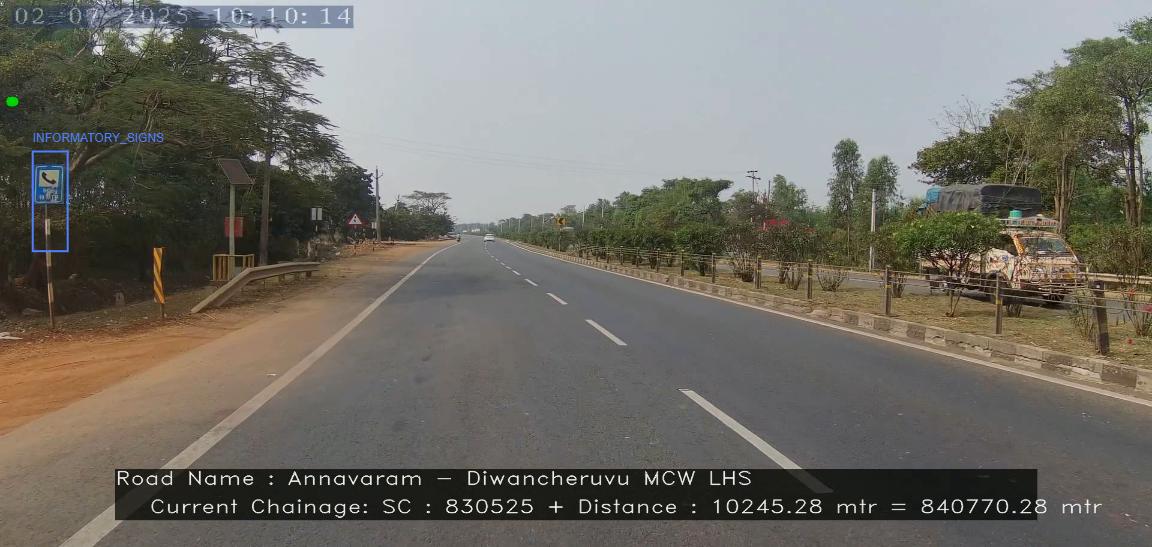 02 07 2025 10:10:14
INFORMATORY_SIGNS
Road Name : Annavaram - Diwancheruvu MCW LHS
Current Chainage: SC : 830525 + Distance : 10245.28 mtr = 840770.28 mtr